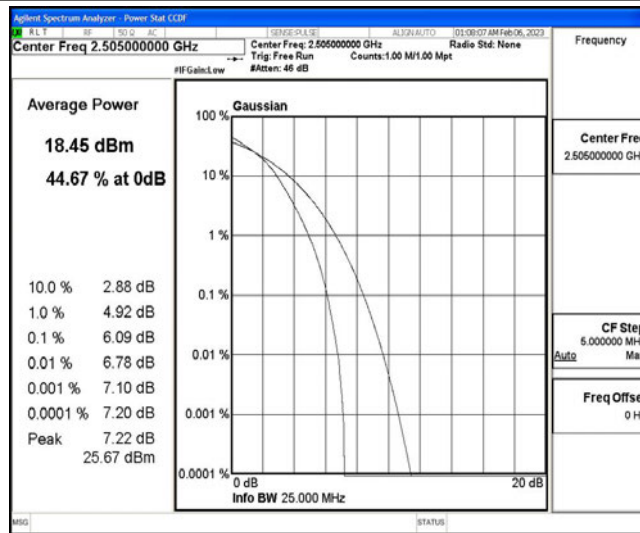 Agilent Spectrum Analyzer - Power Stat CCDF
R L T RF 50 Ω AC SENSE:PULSE ALIGN AUTO 01:08:07 AM Feb 06, 2023
Center Freq 2.505000000 GHz
Center Freq: 2.505000000 GHz Radio Std: None
Trig: Free Run Counts:1.00 M/1.00 Mpt
#IFGain:Low #Atten: 46 dB
Frequency
Average Power
18.45 dBm
44.67 % at 0dB
10.0 % 2.88 dB
1.0 % 4.92 dB
0.1 % 6.09 dB
0.01 % 6.78 dB
0.001 % 7.10 dB
0.0001 % 7.20 dB
Peak 7.22 dB
25.67 dBm
Gaussian
100 %
10 %
1 %
0.1 %
0.01 %
0.001 %
0.0001 %
0 dB 20 dB
Info BW 25.000 MHz
Center Fre
2.505000000 GH
CF Step
5.000000 MH
Auto Ma
Freq Offse
0 H
MSG STATUS